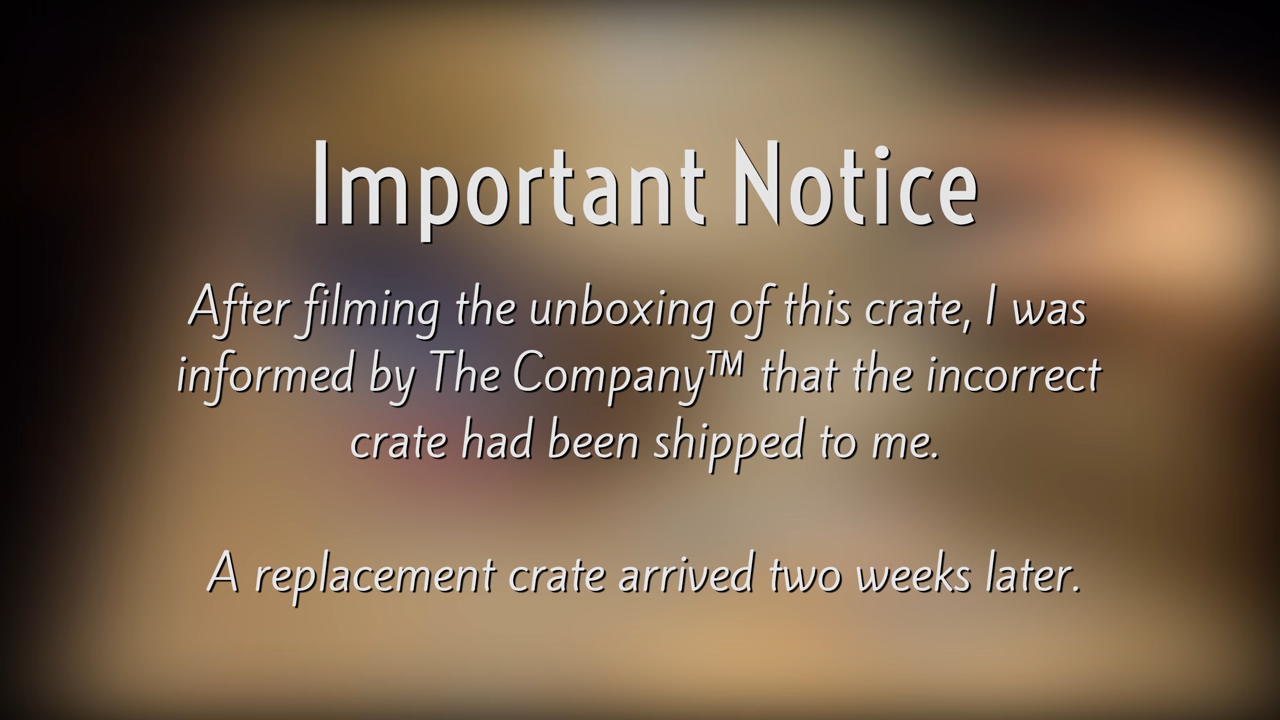 Important Notice
After filming the unboxing of this crate, I was
informed by The Company™ that the incorrect
crate had been shipped to me.
A replacement crate arrived two weeks later.